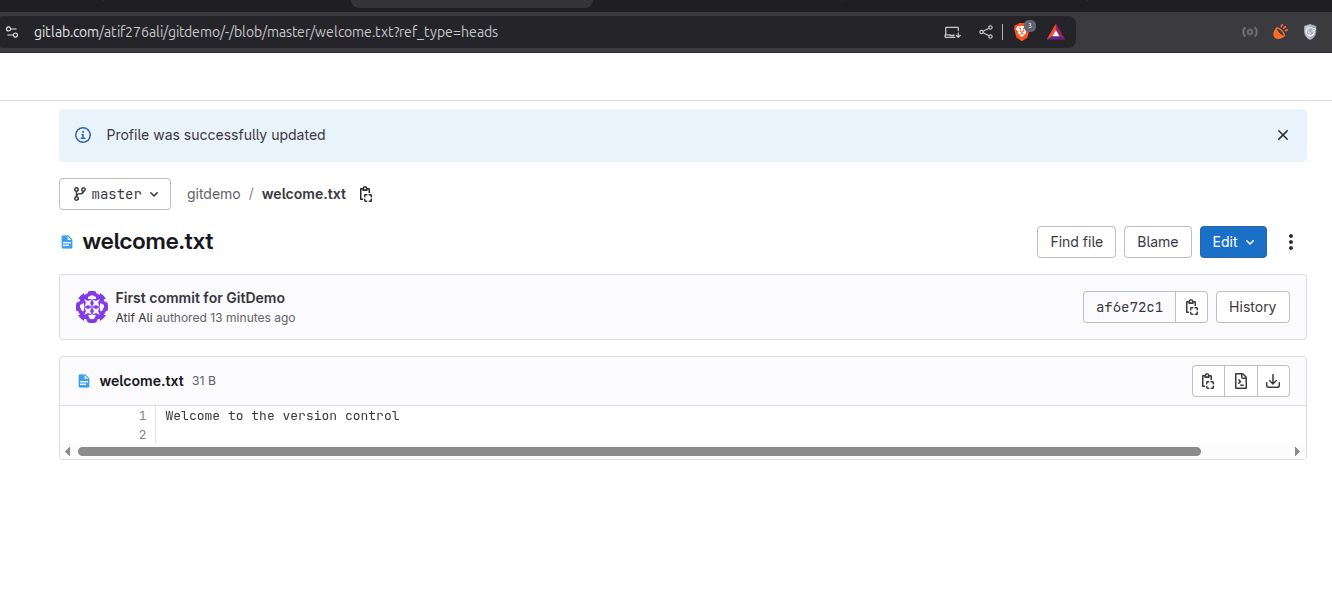 gitlab.com/atif276ali/gitdemo/-/blob/master/welcome.txt?ref_type=heads
3
Profile was successfully updated
master
gitdemo / welcome.txt
welcome.txt
Find file
Blame
Edit
First commit for GitDemo
Atif Ali authored 13 minutes ago
af6e72c1
History
welcome.txt 31 B
1 Welcome to the version control
2